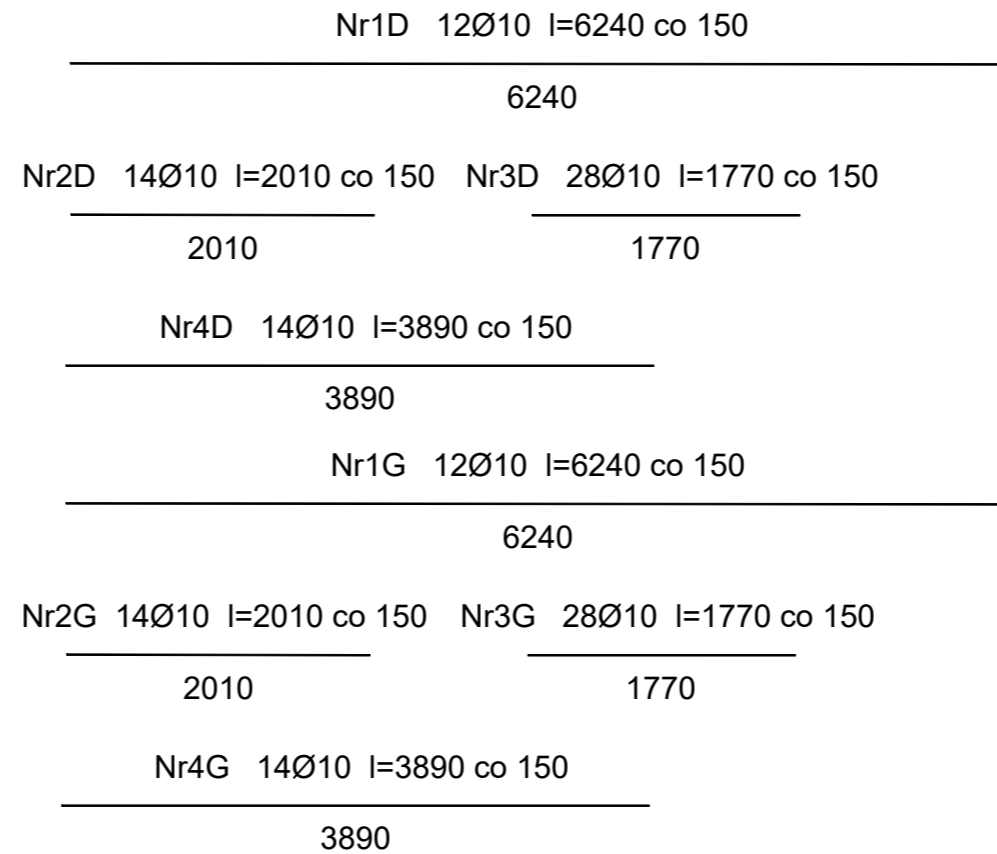 Nr1D 12Ø10 l=6240 co 150
6240
Nr2D 14Ø10 l=2010 co 150 Nr3D 28Ø10 l=1770 co 150
2010 1770
Nr4D 14Ø10 l=3890 co 150
3890
Nr1G 12Ø10 l=6240 co 150
6240
Nr2G 14Ø10 l=2010 co 150 Nr3G 28Ø10 l=1770 co 150
2010 1770
Nr4G 14Ø10 l=3890 co 150
3890